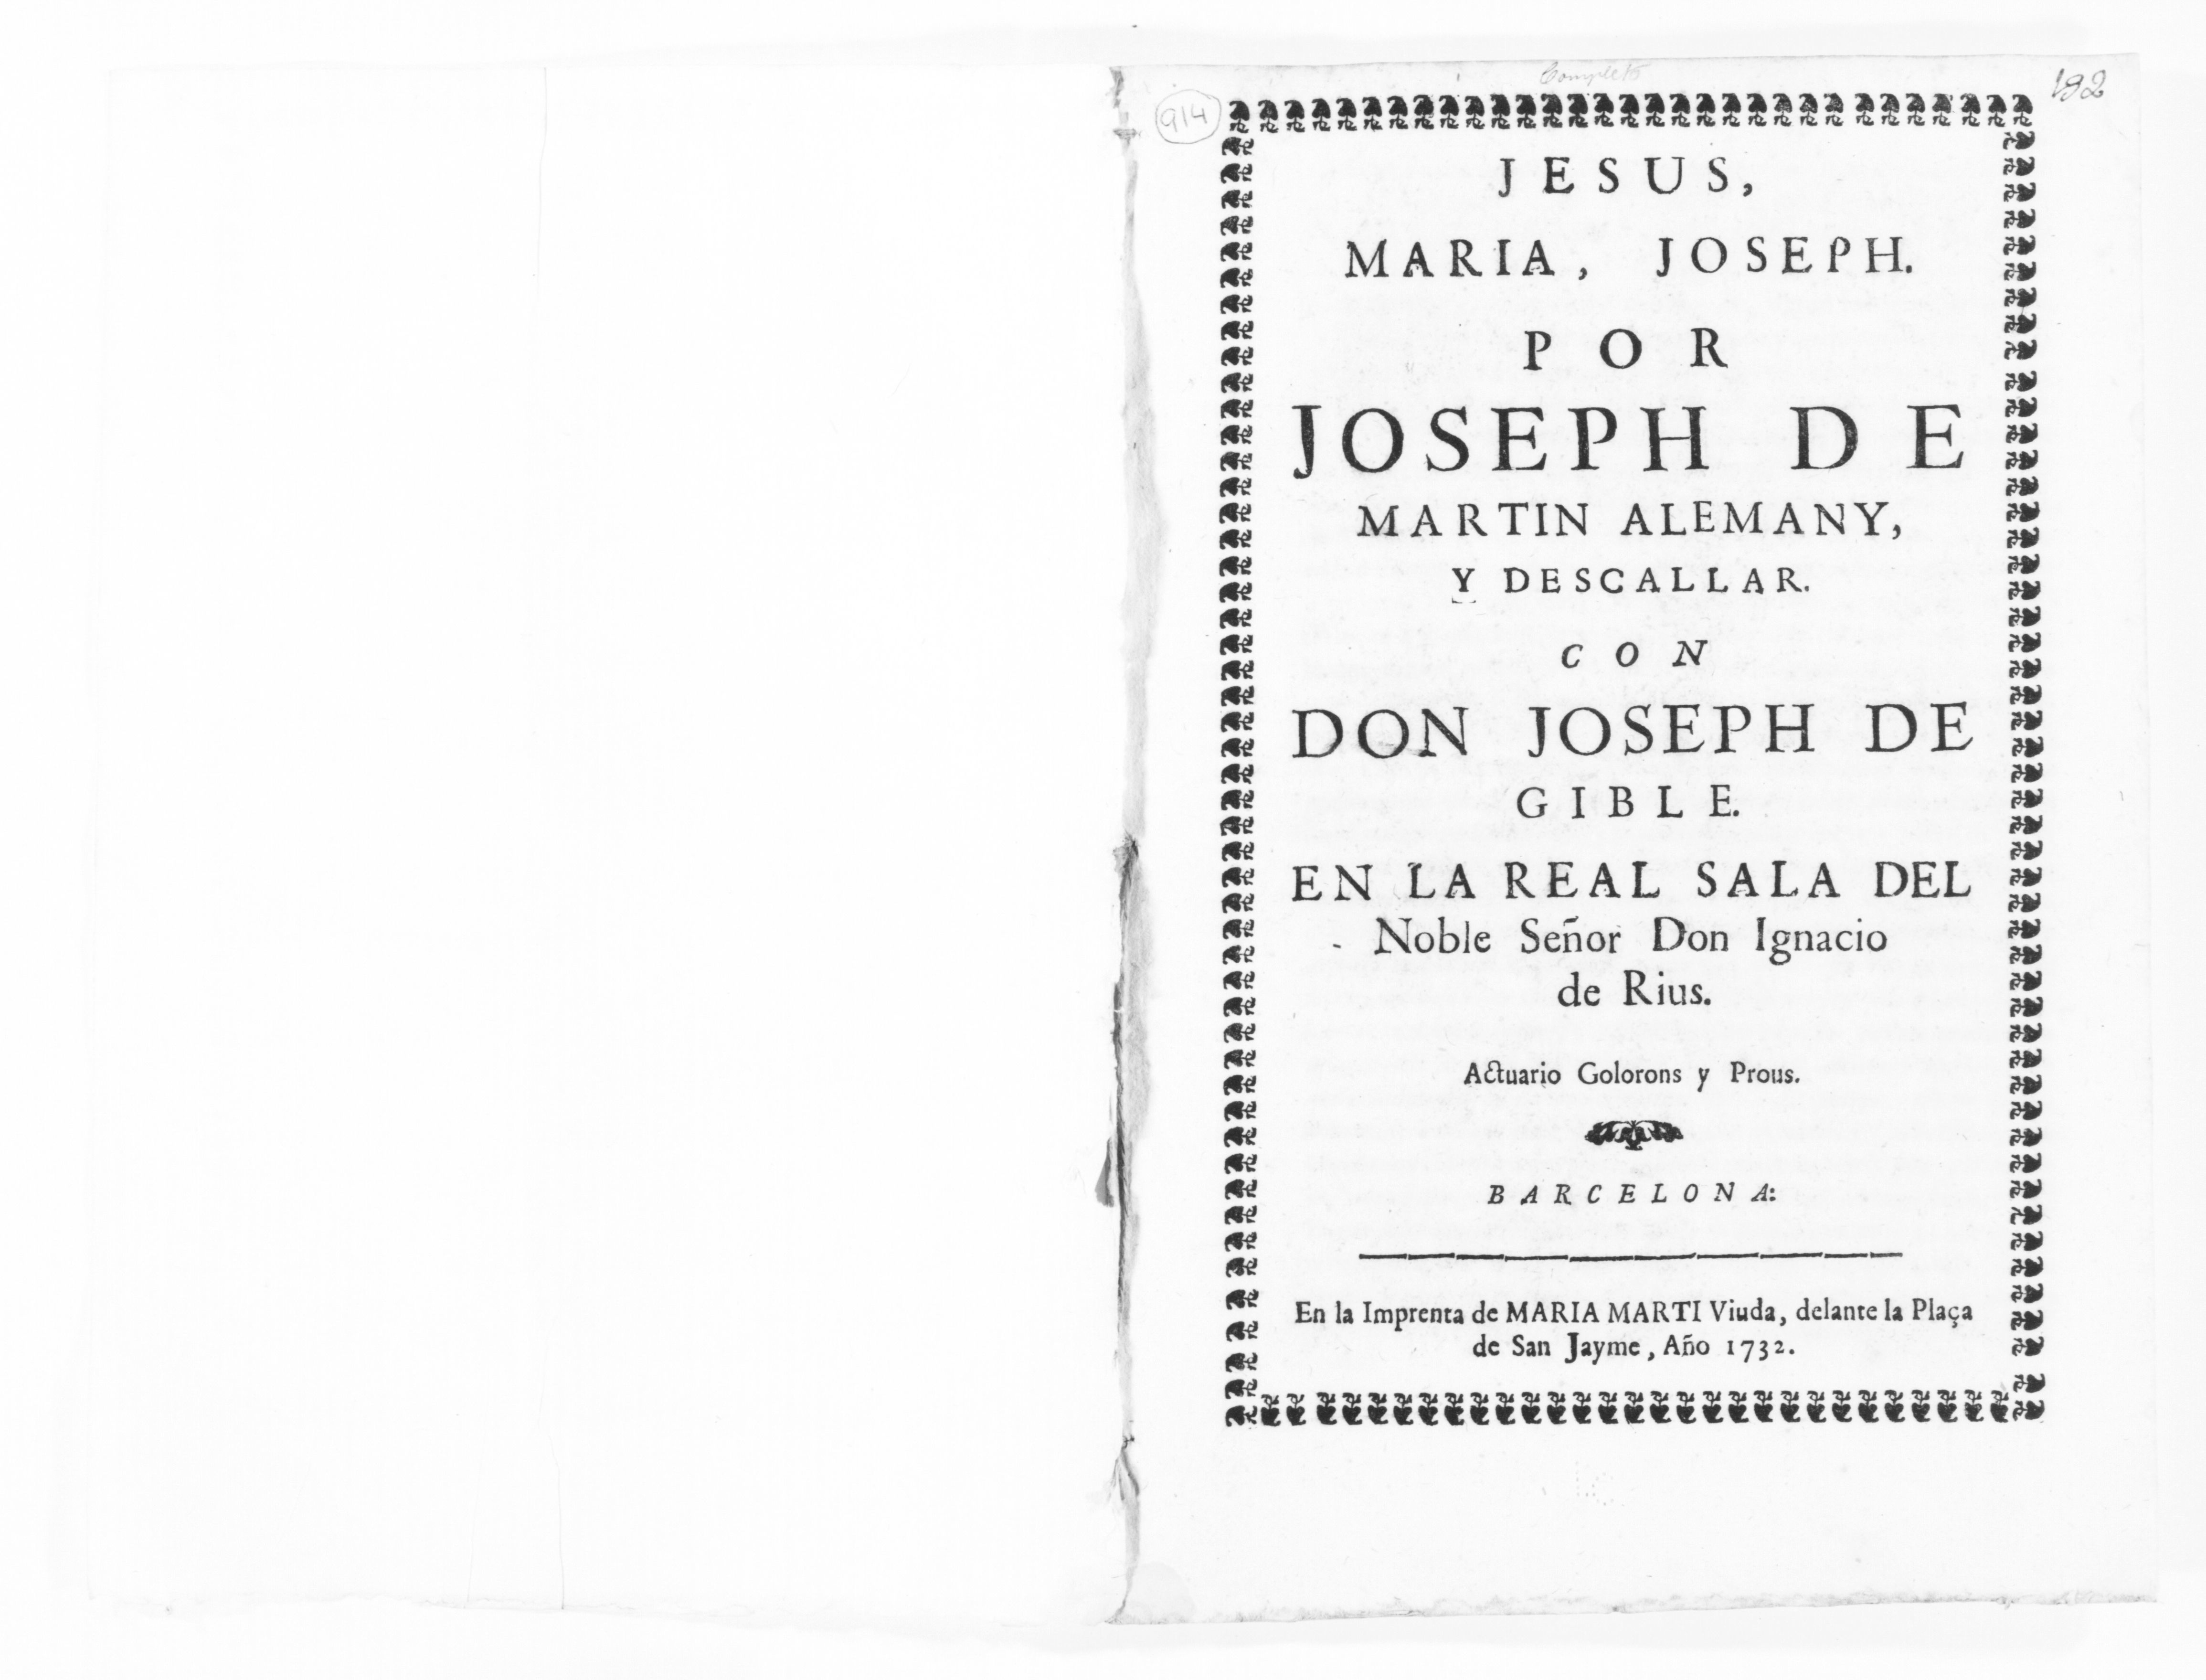 Completo
182
914
JESUS,
MARIA, JOSEPH.
POR
JOSEPH DE
MARTIN ALEMANY,
Y DESCALLAR.
CON
DON JOSEPH DE
GIBLE.
EN LA REAL SALA DEL
Noble Señor Don Ignacio
de Rius.
Actuario Golorons y Prous.
BARCELONA:
En la Imprenta de MARIA MARTI Viuda, delante la Plaça
de San Jayme, Año 1732.